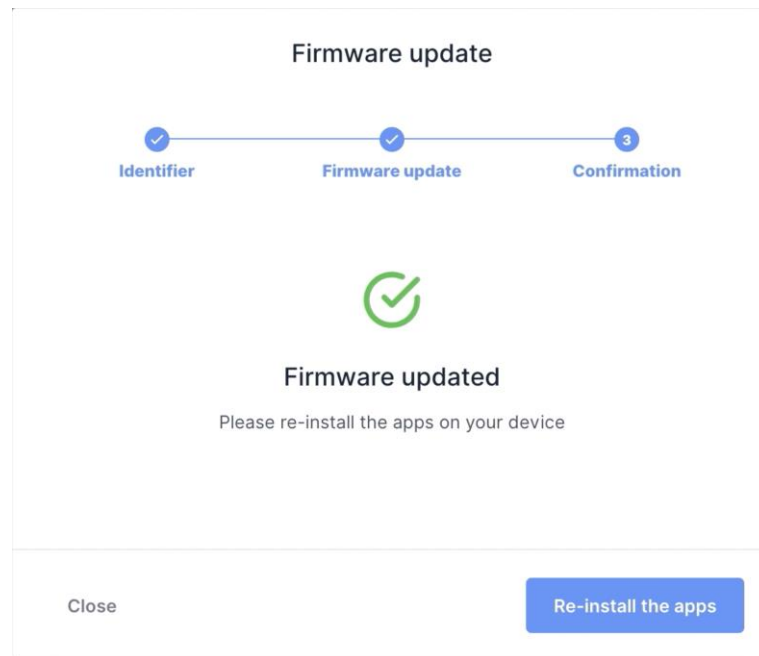 Firmware update
3
Identifier
Firmware update
Confirmation
Firmware updated
Please re-install the apps on your device
Close
Re-install the apps